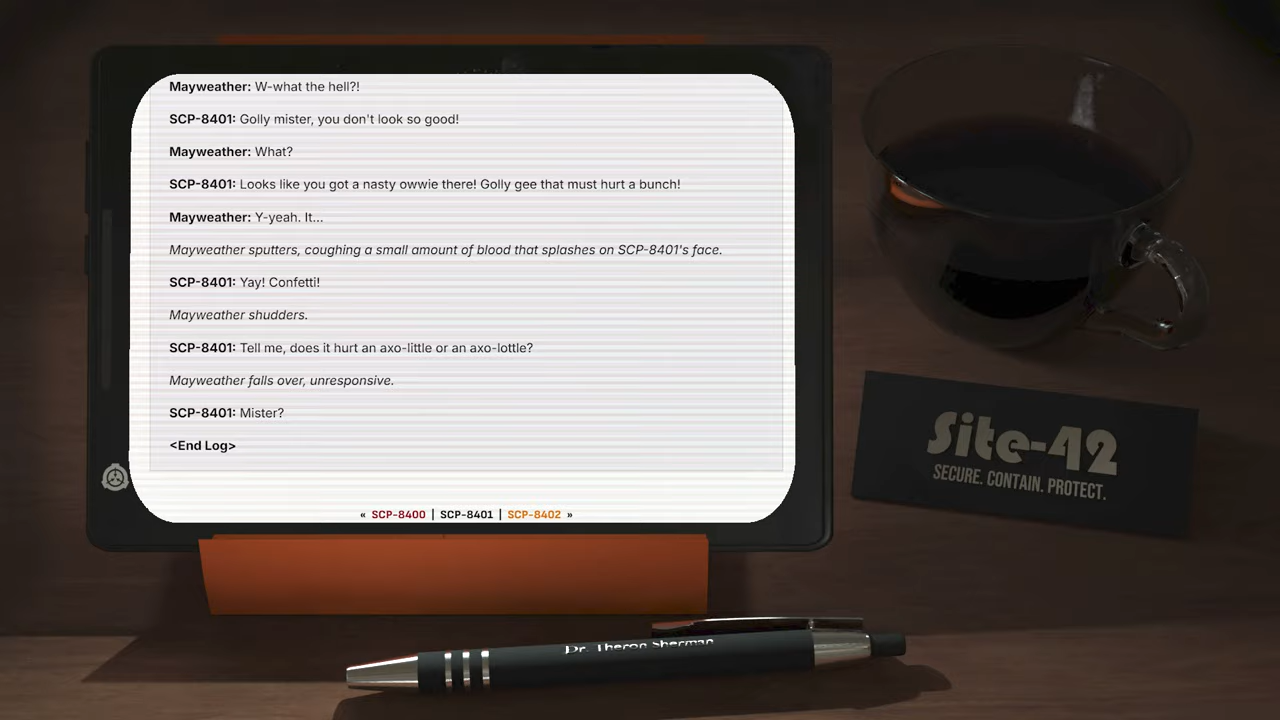 Mayweather: W-what the hell?!
SCP-8401: Golly mister, you don't look so good!
Mayweather: What?
SCP-8401: Looks like you got a nasty owwie there! Golly gee that must hurt a bunch!
Mayweather: Y-yeah. It...
Mayweather sputters, coughing a small amount of blood that splashes on SCP-8401's face.
SCP-8401: Yay! Confetti!
Mayweather shudders.
SCP-8401: Tell me, does it hurt an axo-little or an axo-lottle?
Mayweather falls over, unresponsive.
SCP-8401: Mister?
<End Log>
« SCP-8400 | SCP-8401 | SCP-8402 »
Site-42
SECURE. CONTAIN. PROTECT.
Dr. Theron Sherman